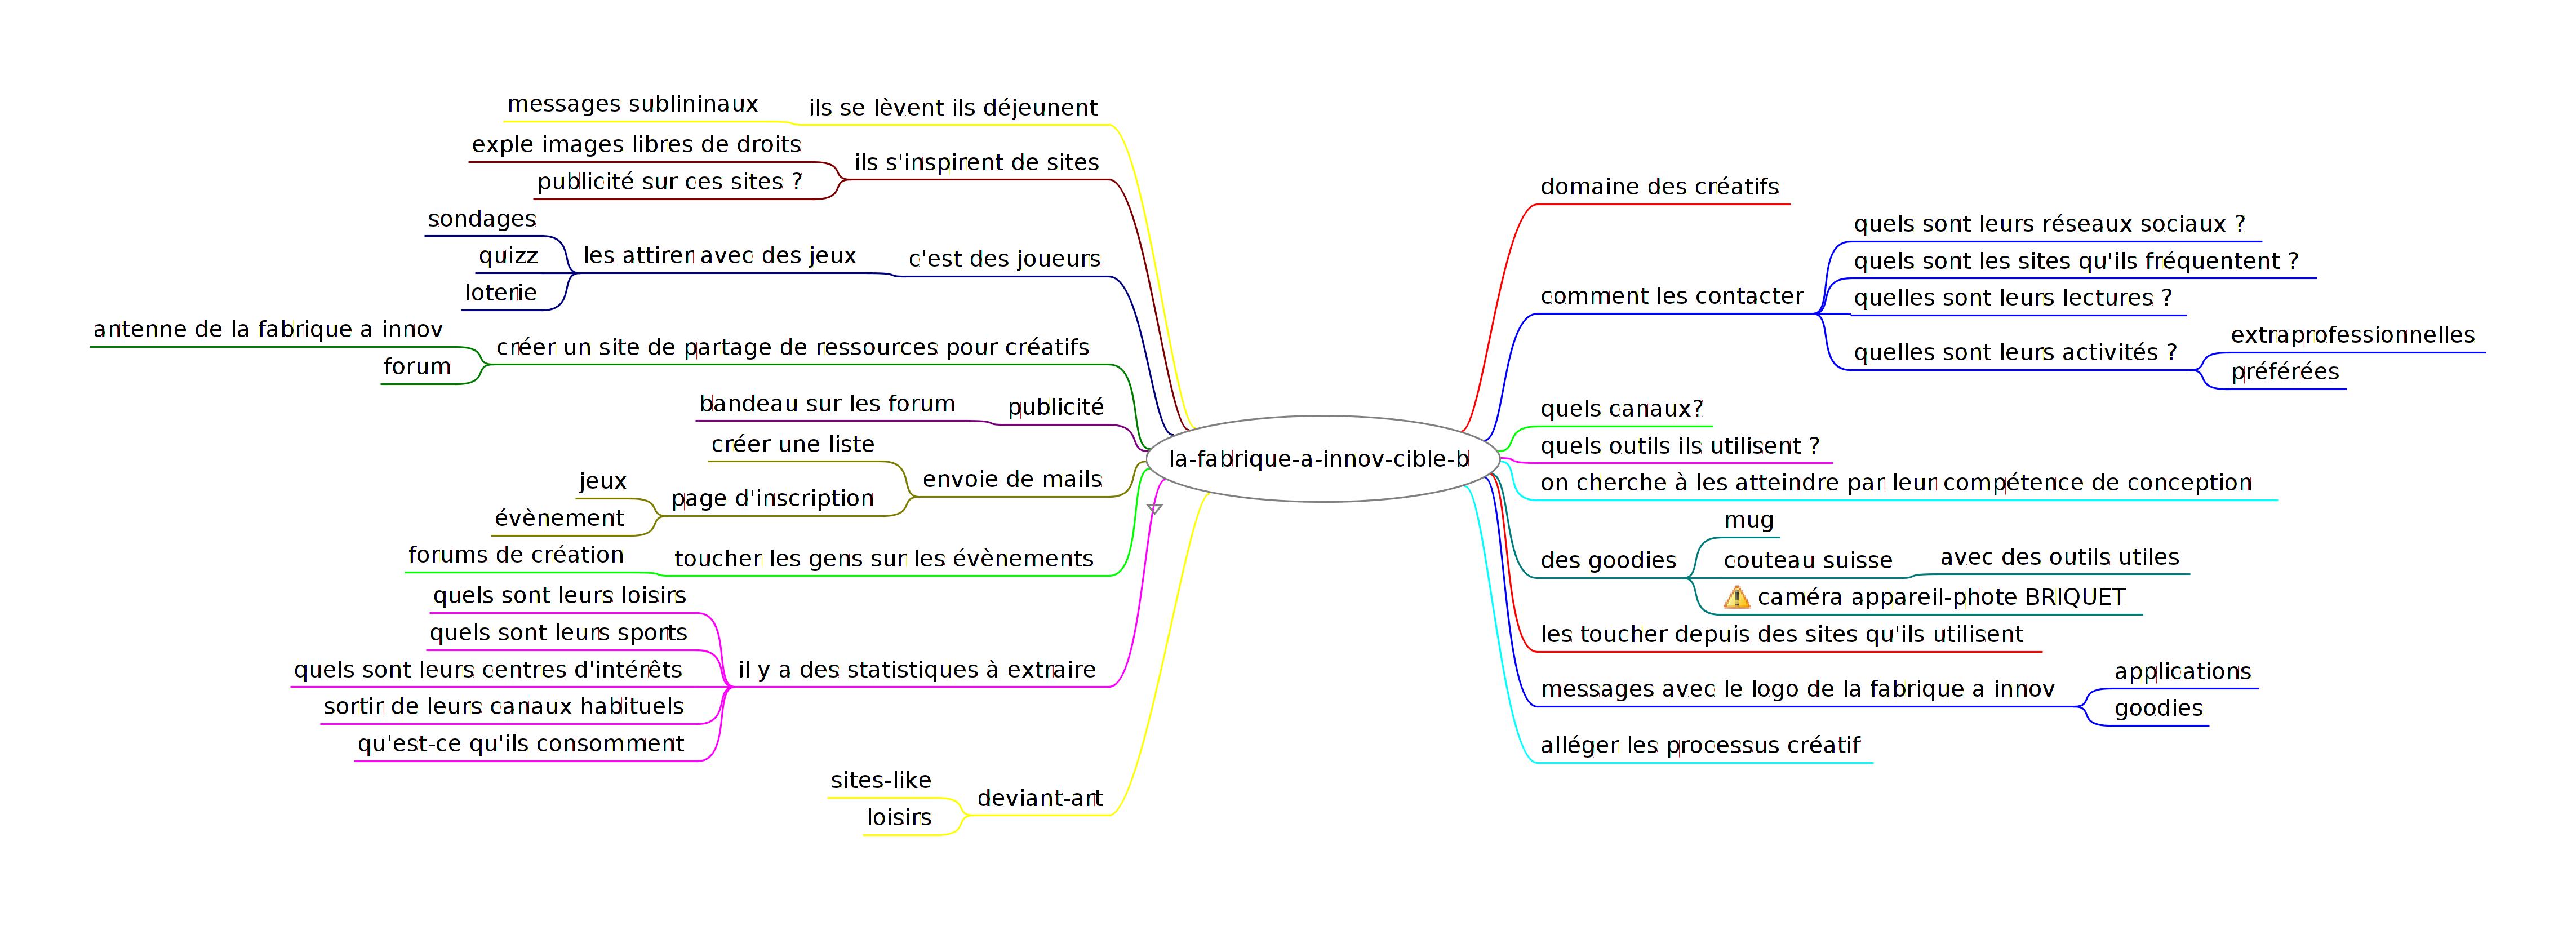 messages sublininaux
ils se lèvent ils déjeunent
exple images libres de droits
ils s'inspirent de sites
publicité sur ces sites ?
sondages
quizz
les attirer avec des jeux
c'est des joueurs
loterie
antenne de la fabrique a innov
créer un site de partage de ressources pour créatifs
forum
bandeau sur les forum
publicité
créer une liste
envoie de mails
jeux
page d'inscription
évènement
forums de création
toucher les gens sur les évènements
quels sont leurs loisirs
quels sont leurs sports
quels sont leurs centres d'intérêts
il y a des statistiques à extraire
sortir de leurs canaux habituels
qu'est-ce qu'ils consomment
sites-like
deviant-art
loisirs
la-fabrique-a-innov-cible-b
domaine des créatifs
quels sont leurs réseaux sociaux ?
quels sont les sites qu'ils fréquentent ?
comment les contacter
quelles sont leurs lectures ?
quelles sont leurs activités ?
extraprofessionnelles
préférées
quels canaux?
quels outils ils utilisent ?
on cherche à les atteindre par leur compétence de conception
mug
des goodies
couteau suisse
avec des outils utiles
caméra appareil-phote BRIQUET
les toucher depuis des sites qu'ils utilisent
messages avec le logo de la fabrique a innov
applications
goodies
alléger les processus créatif